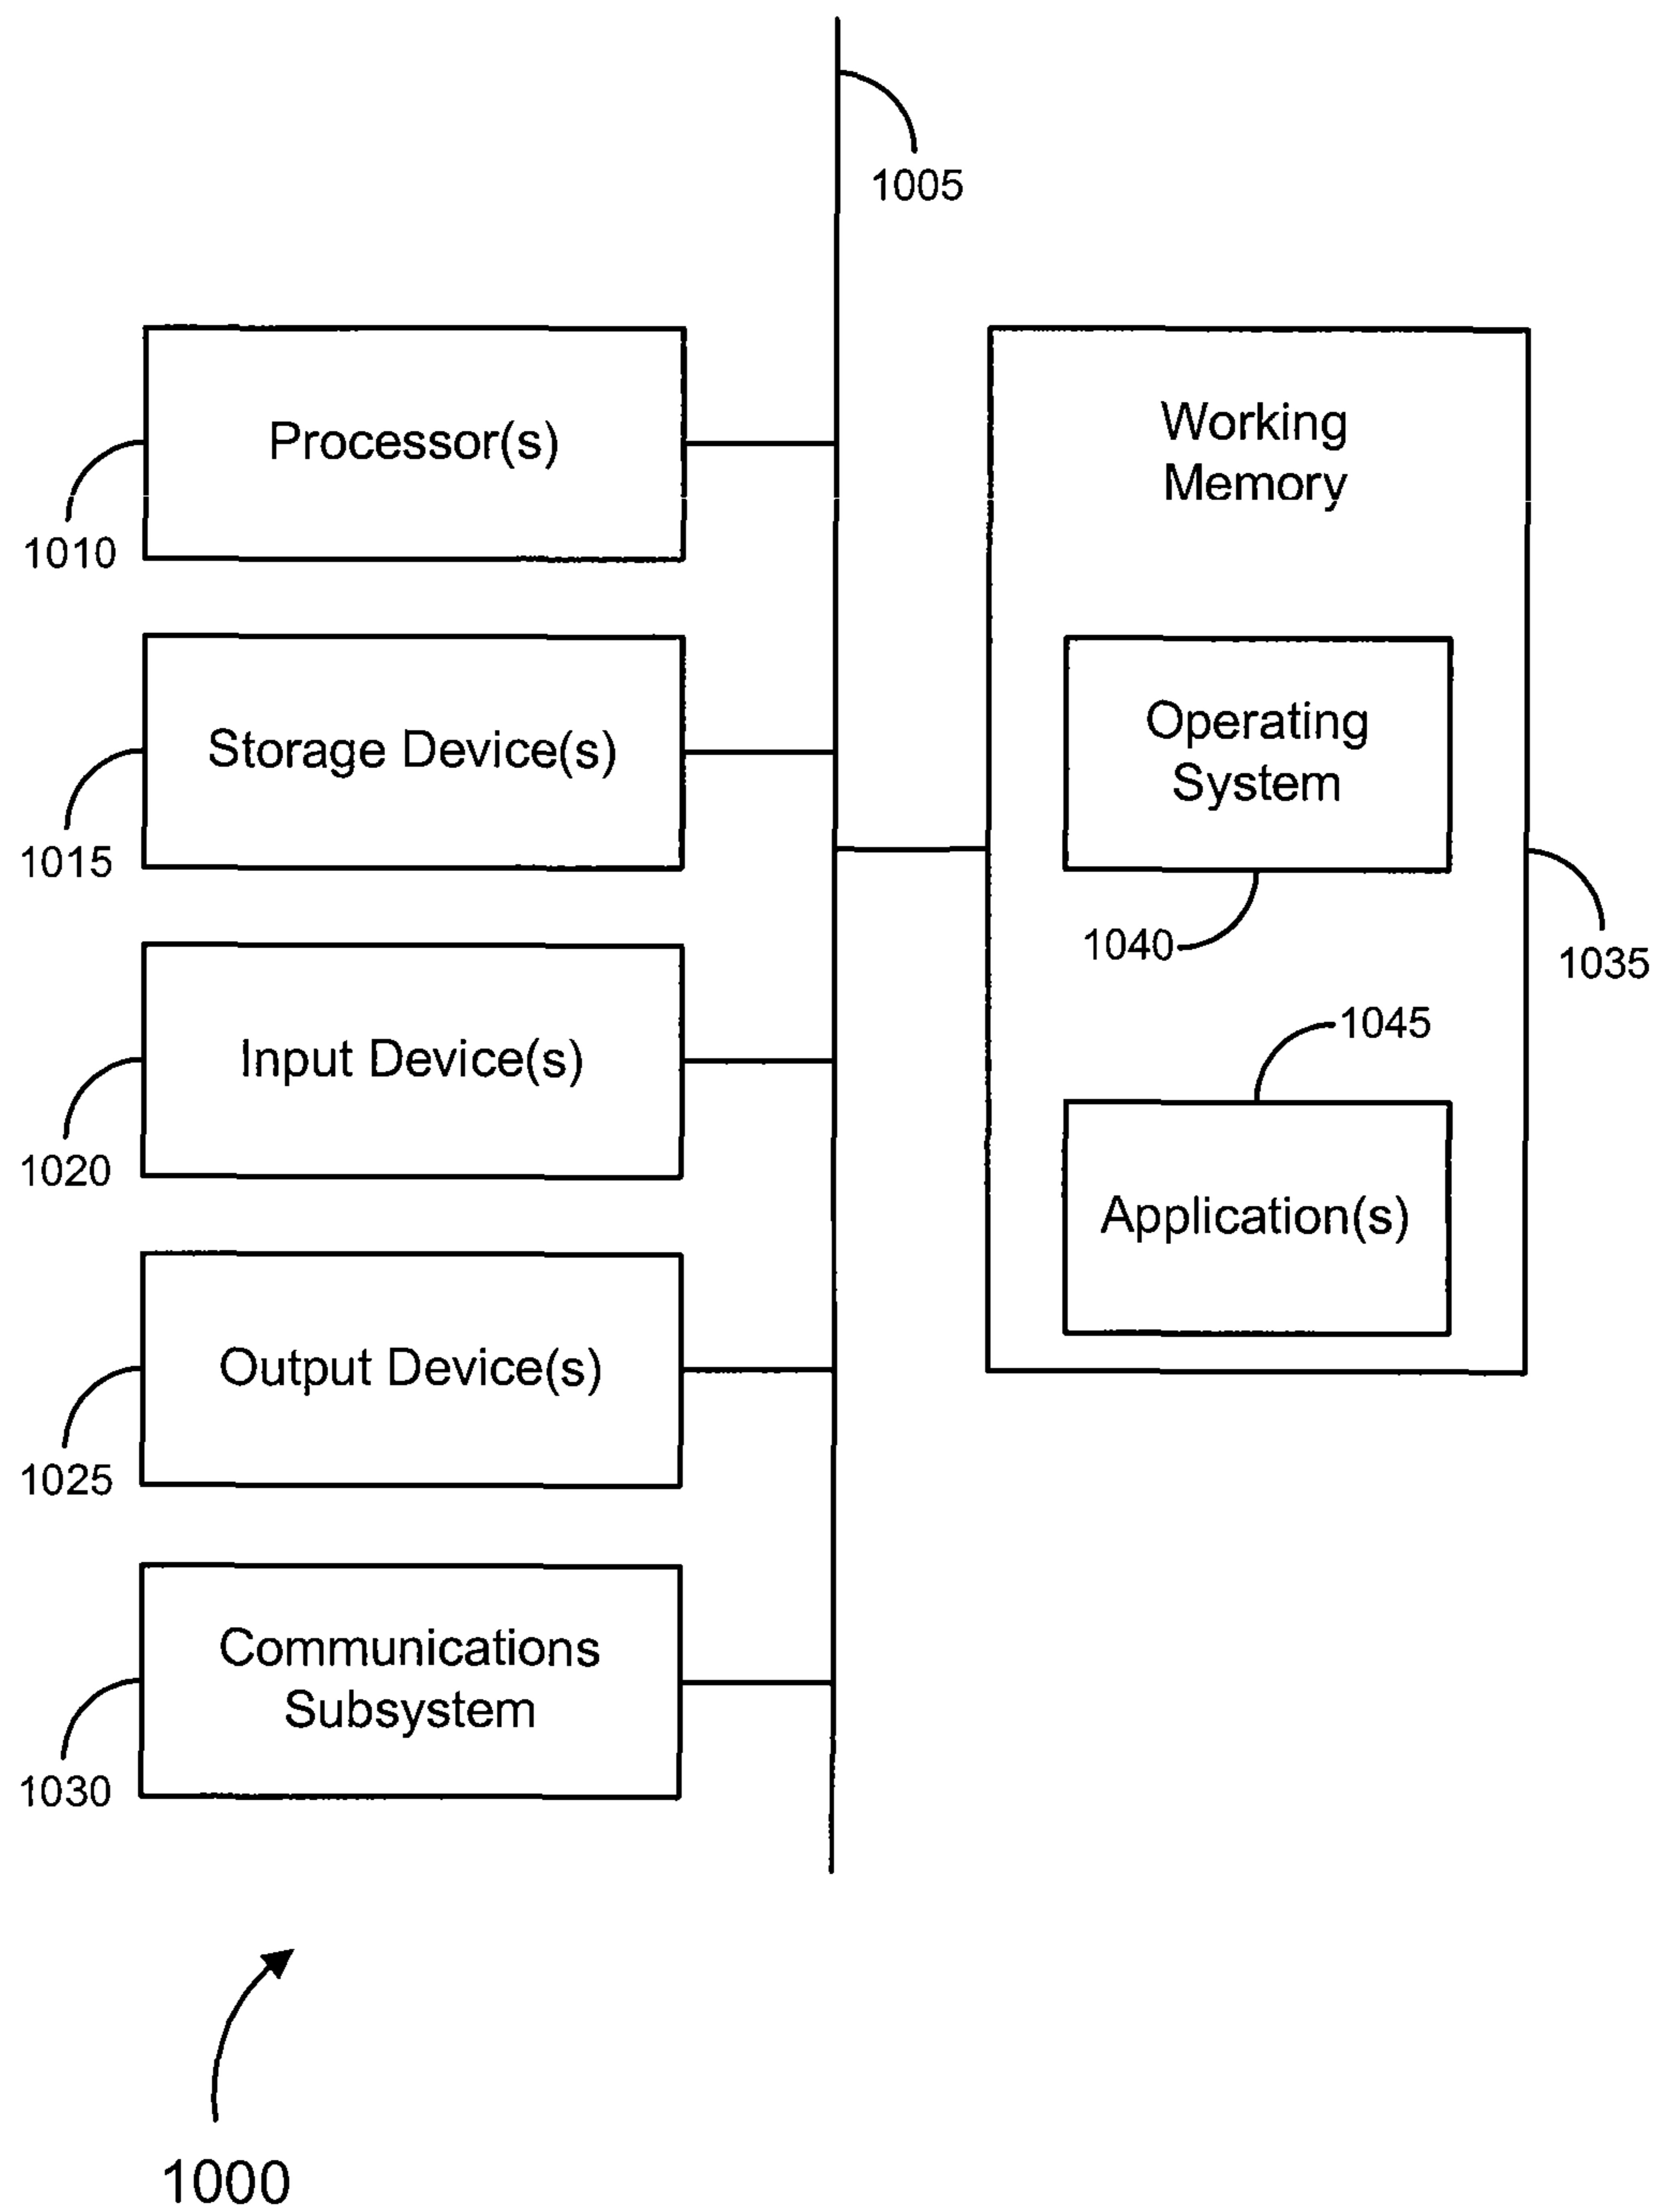 1005
Processor(s)
1010
Storage Device(s)
1015
Input Device(s)
1020
Output Device(s)
1025
Communications
Subsystem
1030
Working
Memory
Operating
System
1040
1035
1045
Application(s)
1000